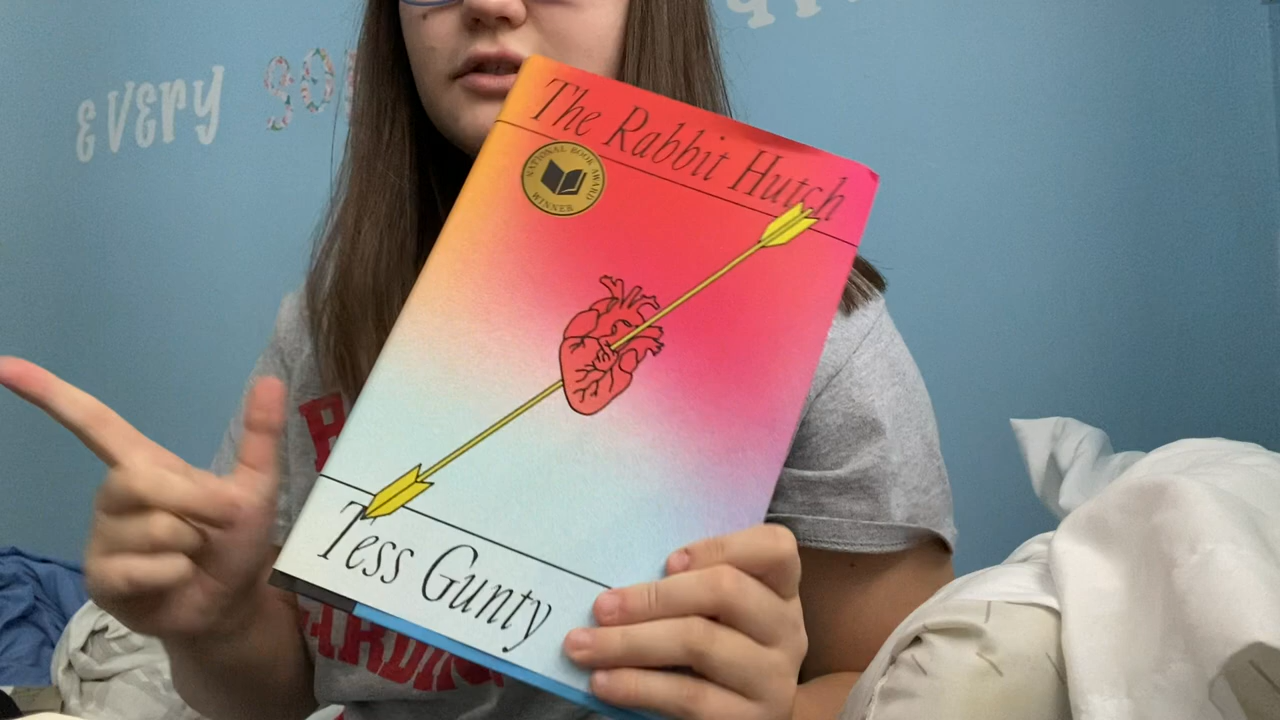 every
The Rabbit Hutch
NATIONAL BOOK AWARD
WINNER
Tess Gunty